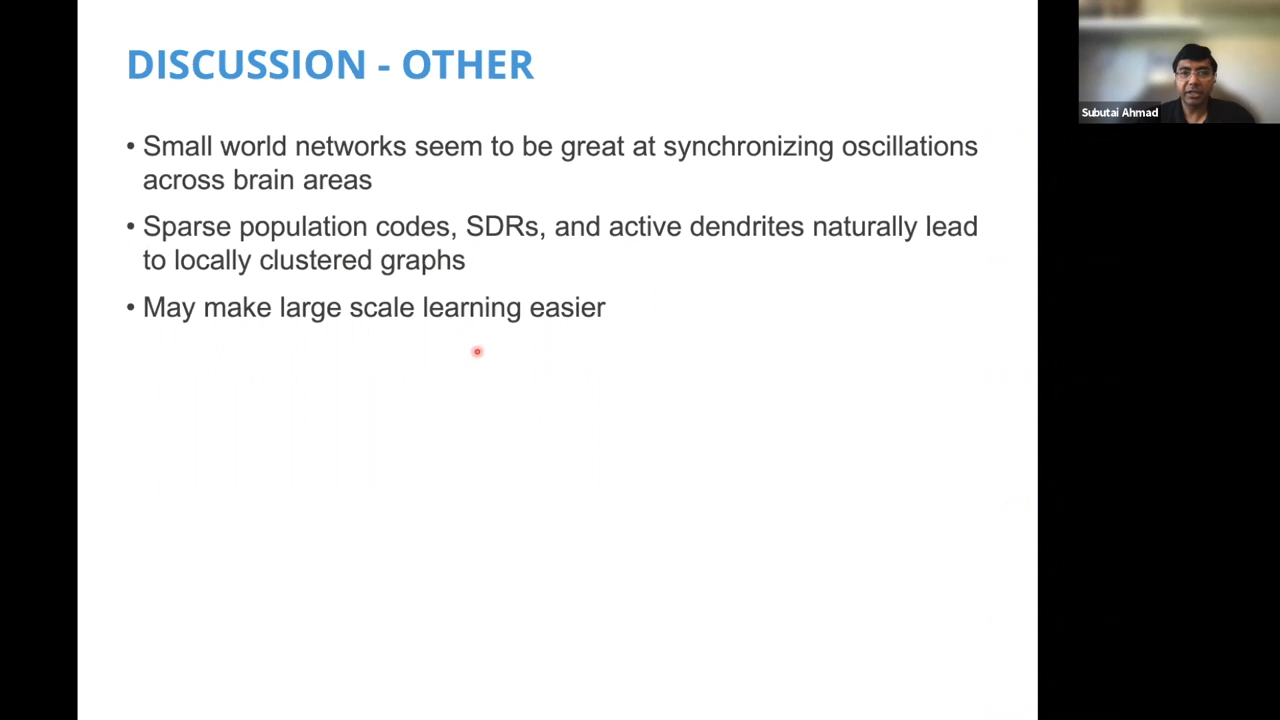 DISCUSSION - OTHER
• Small world networks seem to be great at synchronizing oscillations
across brain areas
• Sparse population codes, SDRs, and active dendrites naturally lead
to locally clustered graphs
• May make large scale learning easier
Subutai Ahmad